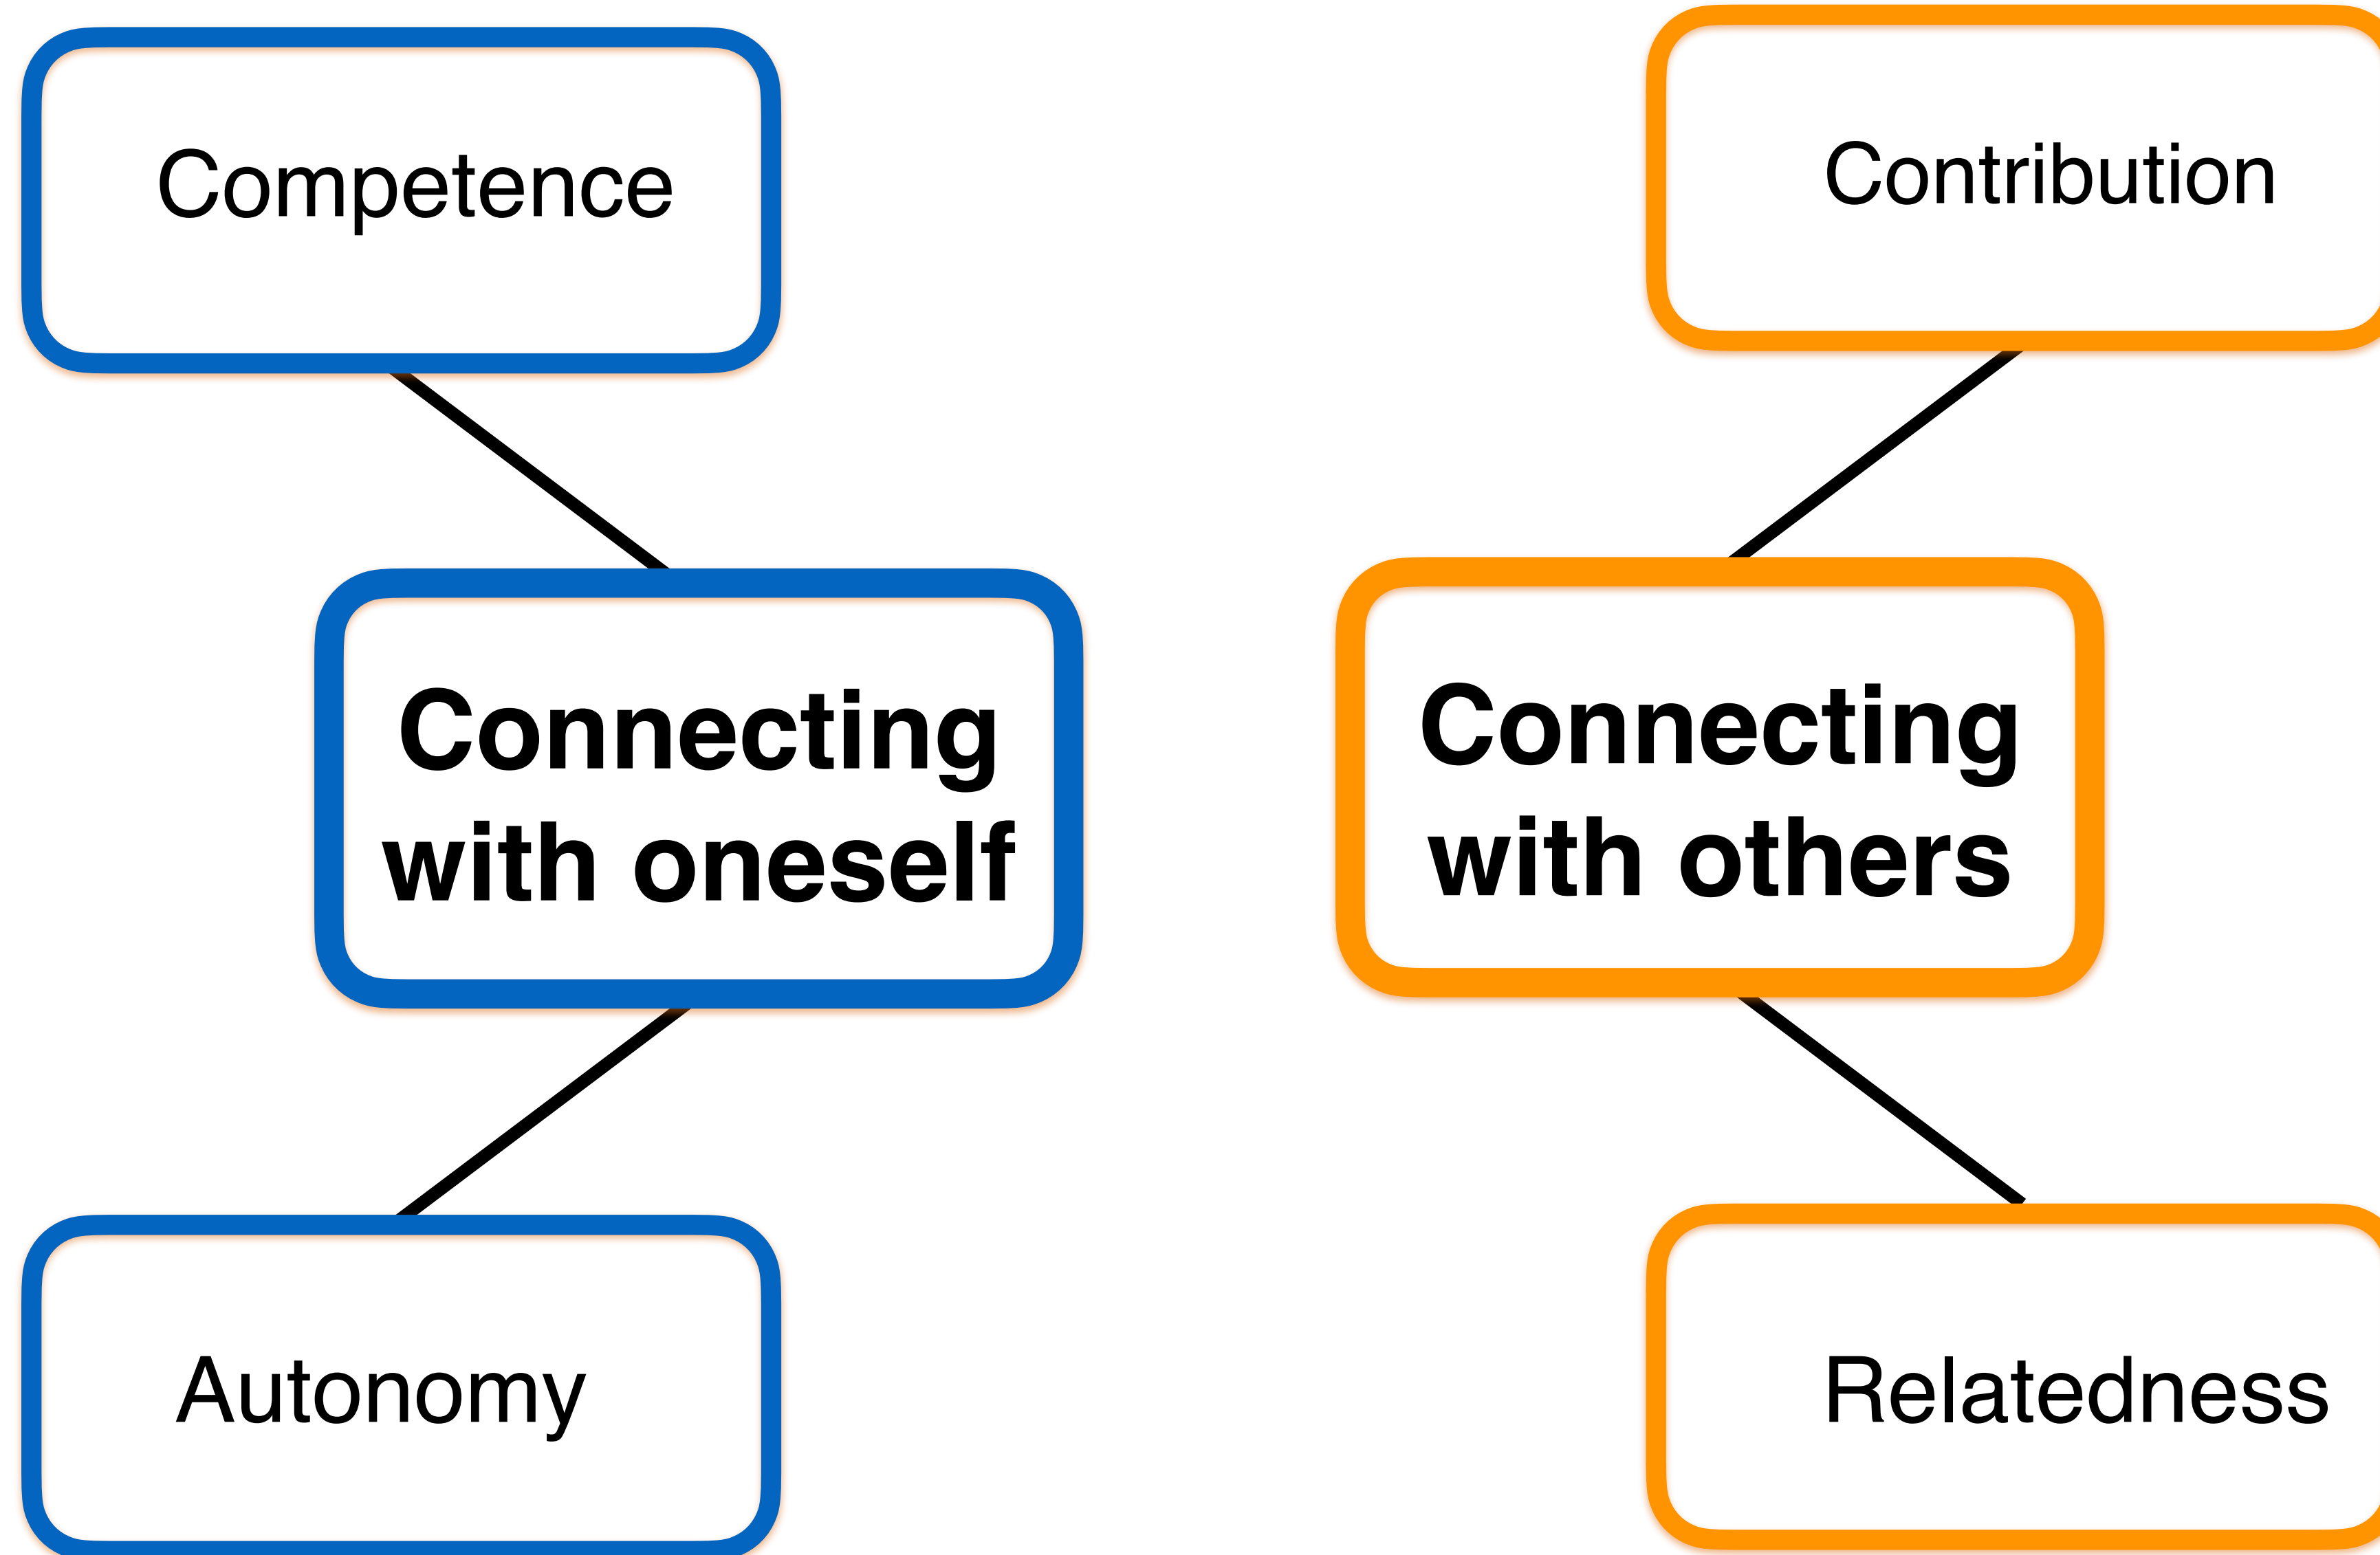 Competence
Contribution
Connecting
with oneself
Connecting
with others
Autonomy
Relatedness